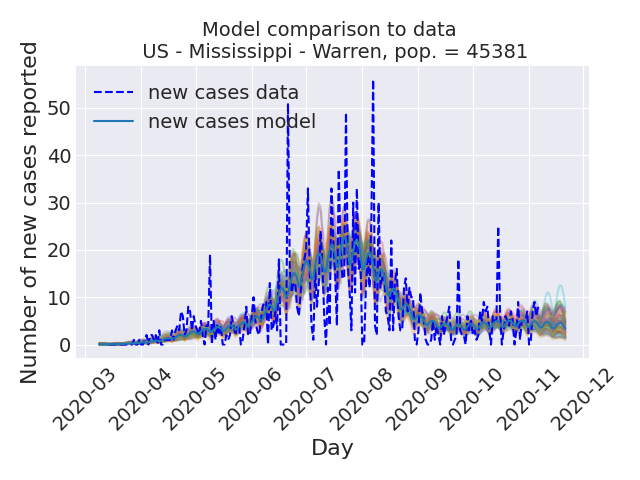 Model comparison to data
US - Mississippi - Warren, pop. = 45381
Number of new cases reported
50
40
30
20
10
0
new cases data
new cases model
2020-03
2020-04
2020-05
2020-06
2020-07
2020-08
2020-09
2020-10
2020-11
2020-12
Day